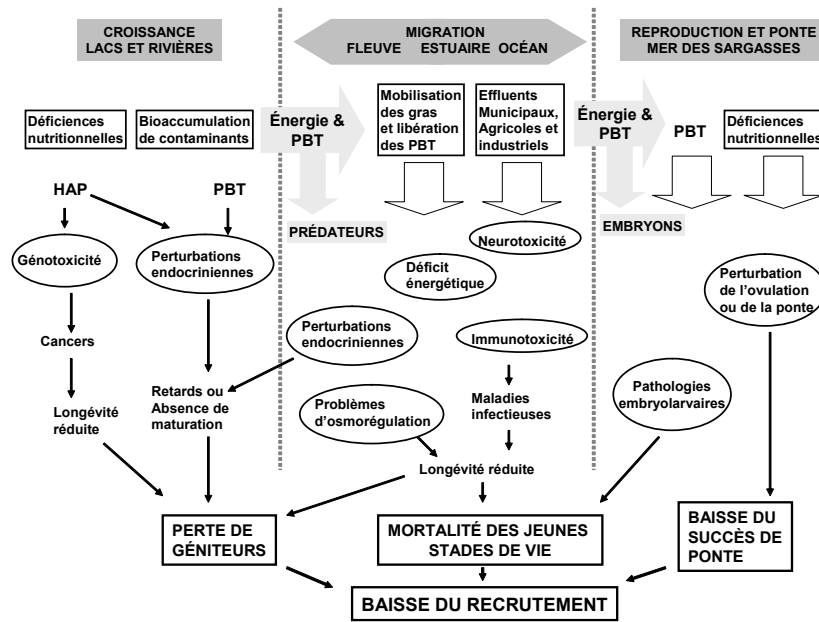 CROISSANCE
LACS ET RIVIÈRES
MIGRATION
FLEUVE ESTUAIRE OCÉAN
REPRODUCTION ET PONTE
MER DES SARGASSES
Déficiences
nutritionnelles
Bioaccumulation
de contaminants
Énergie &
PBT
Mobilisation
des gras
et libération
des PBT
Effluents
Municipaux,
Agricoles et
industriels
Énergie &
PBT
PBT
Déficiences
nutritionnelles
HAP
PBT
PRÉDATEURS
EMBRYONS
Génotoxicité
Perturbations
endocriniennes
Neurotoxicité
Déficit
énergétique
Perturbation
de l'ovulation
ou de la ponte
Cancers
Perturbations
endocriniennes
Immunotoxicité
Retards ou
Absence de
maturation
Longévité
réduite
Problèmes
d'osmorégulation
Maladies
infectieuses
Pathologies
embryolarvaires
Longévité réduite
PERTE DE
GÉNITEURS
MORTALITÉ DES JEUNES
STADES DE VIE
BAISSE DU
SUCCÈS DE
PONTE
BAISSE DU RECRUTEMENT